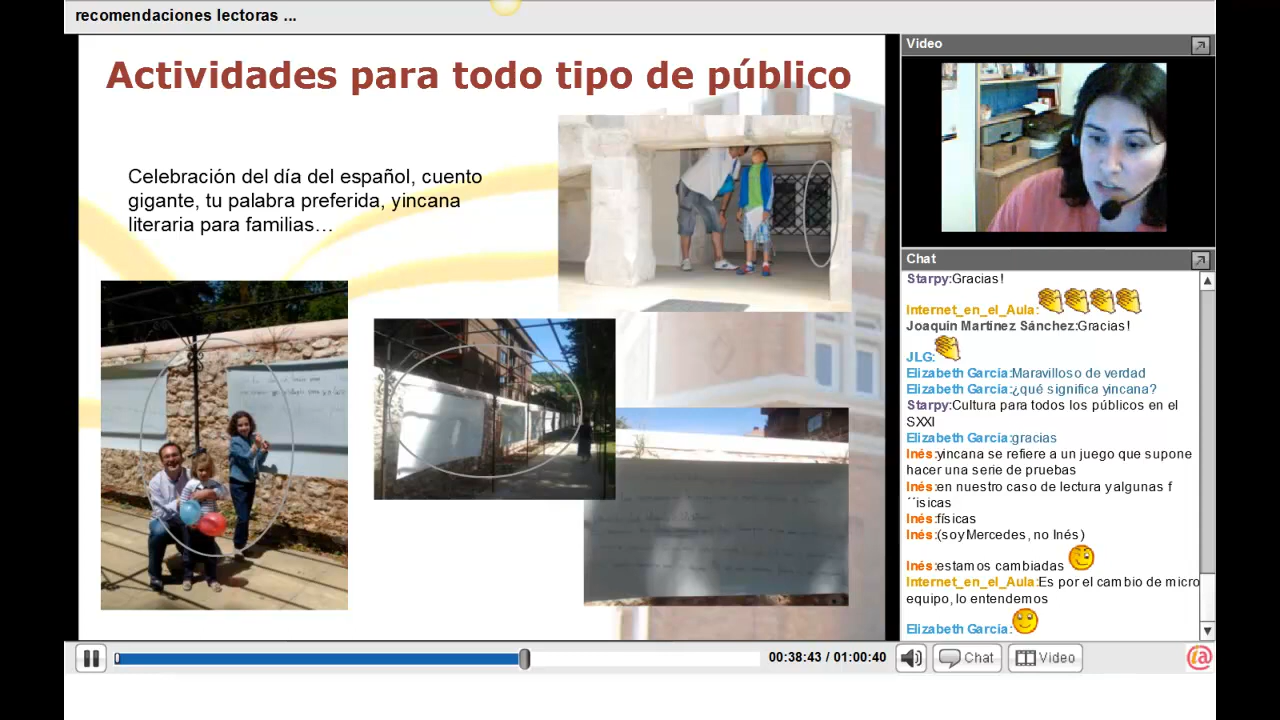 recomendaciones lectoras ...
Actividades para todo tipo de público
Celebración del día del español, cuento
gigante, tu palabra preferida, yincana
literaria para familias…
Video
Chat
Starpy:Gracias!
Internet_en_el_Aula:
Joaquin Martinez Sánchez:Gracias!
JLG:
Elizabeth García:Maravilloso de verdad
Elizabeth García:¿qué significa yincana?
Starpy:Cultura para todos los públicos en el
SXXI
Elizabeth García:gracias
Inés:yincana se refiere a un juego que supone
hacer una serie de pruebas
Inés:en nuestro caso de lectura y algunas f
´´isicas
Inés:físicas
Inés:(soy Mercedes, no Inés)
Inés:estamos cambiadas
Internet_en_el_Aula:Es por el cambio de micro
equipo, lo entendemos
Elizabeth García:
00:38:43 / 01:00:40
Chat
Video